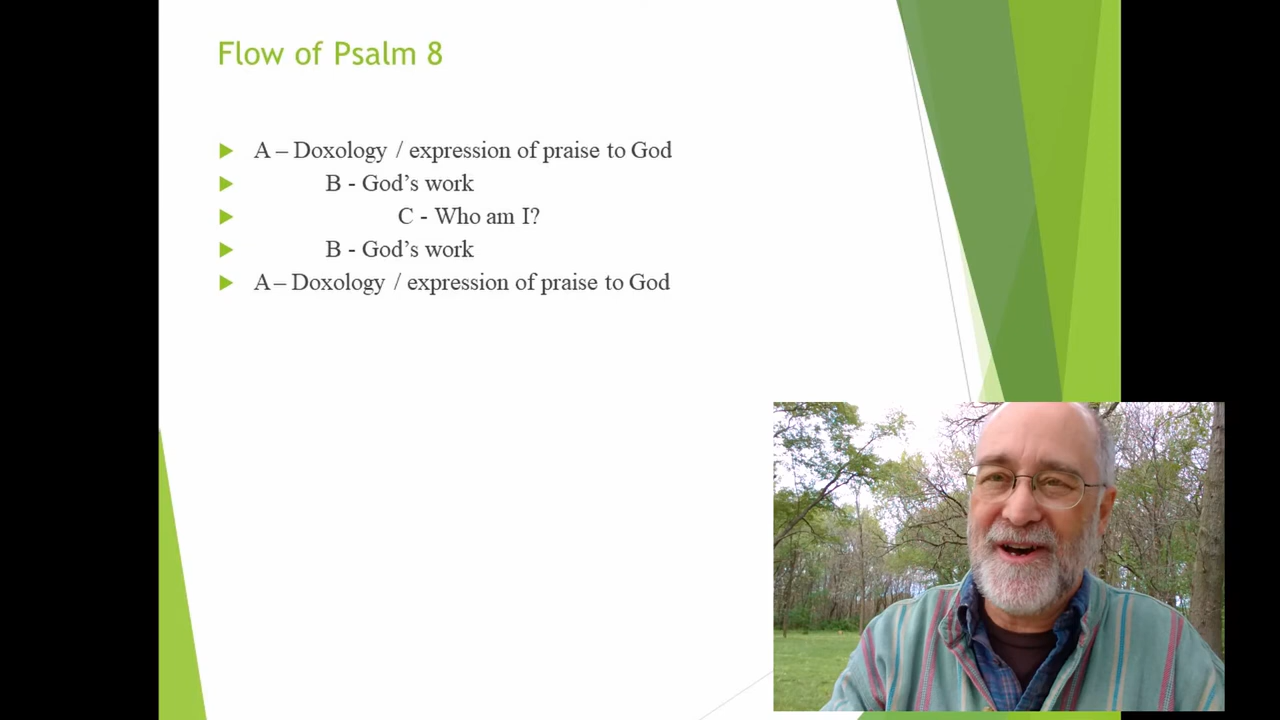 Flow of Psalm 8
A – Doxology / expression of praise to God
B - God’s work
C - Who am I?
B - God’s work
A – Doxology / expression of praise to God